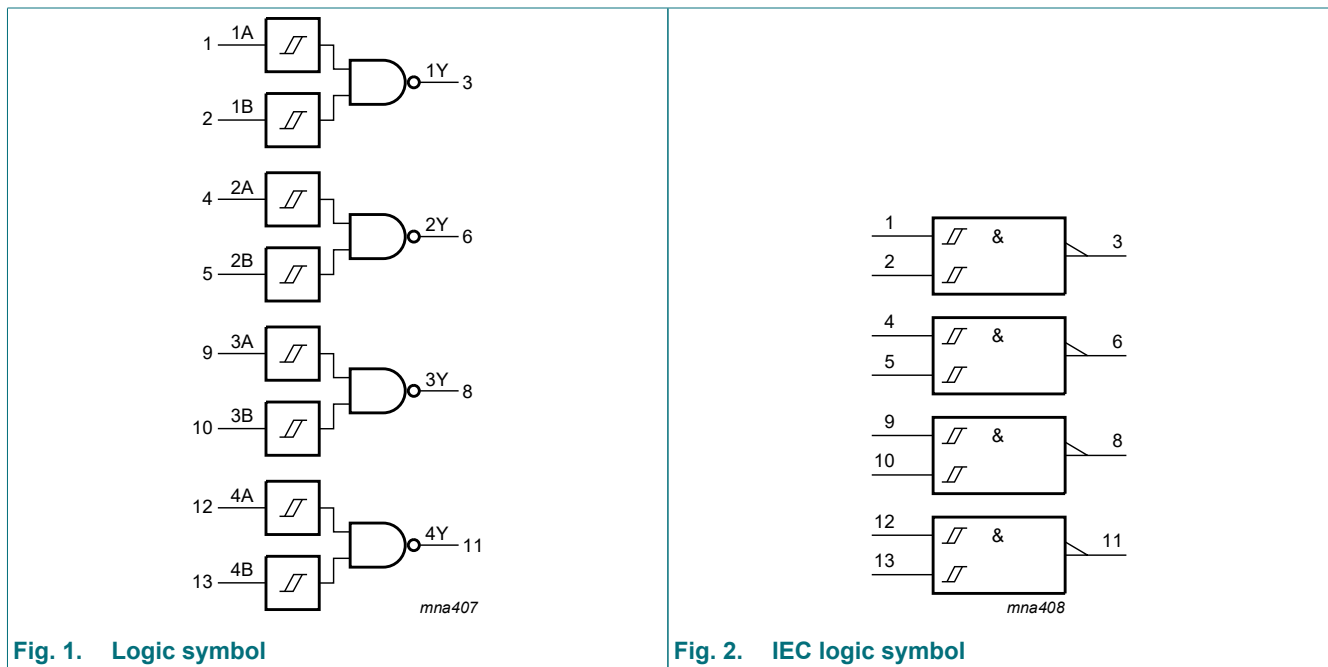 1 1A
1Y 3
2 1B
4 2A
2Y 6
5 2B
9 3A
3Y 8
10 3B
12 4A
4Y 11
13 4B
mna407
Fig. 1. Logic symbol
1 & 3
2
4 & 6
5
9 & 8
10
12 & 11
13
mna408
Fig. 2. IEC logic symbol